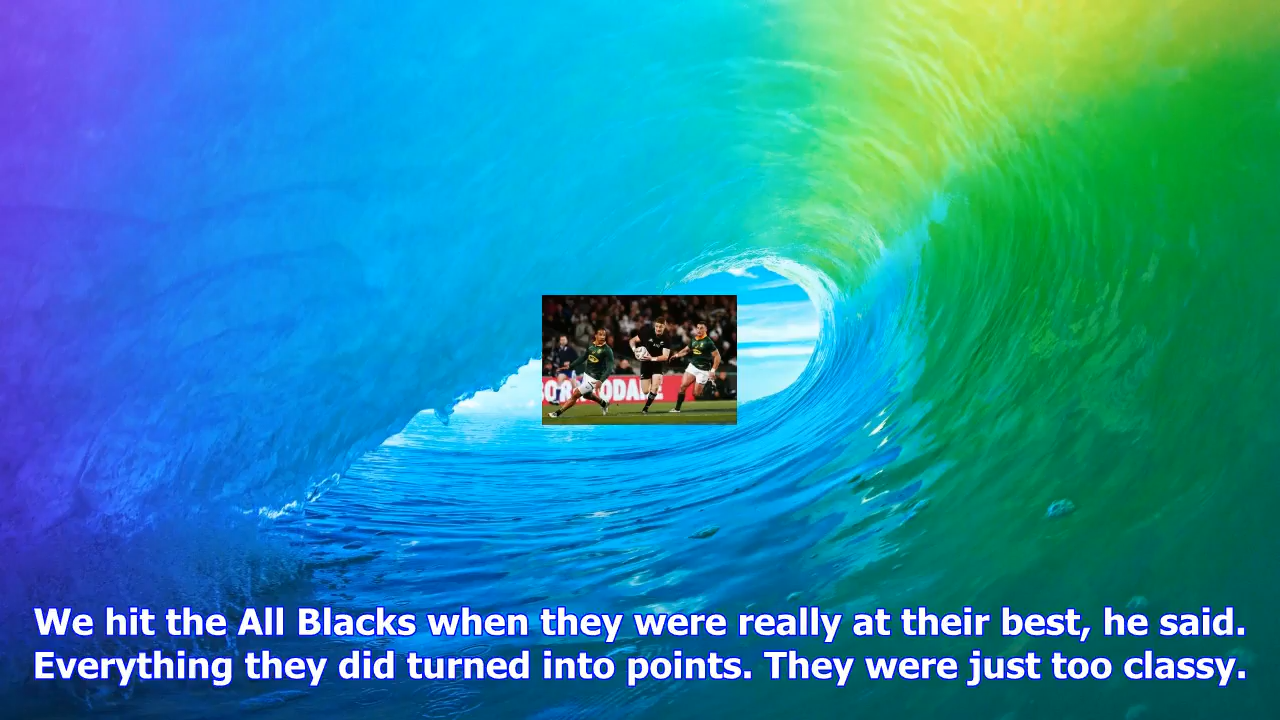 We hit the All Blacks when they were really at their best, he said.
Everything they did turned into points. They were just too classy.